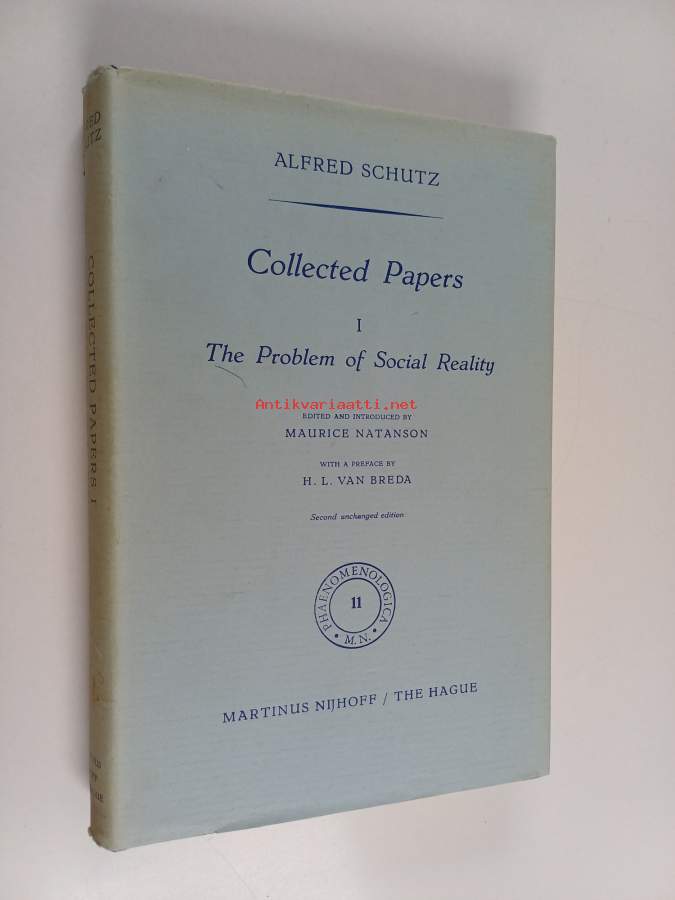 ALFRED SCHUTZ
Collected Papers
I
The Problem of Social Reality
Antikvariaatti.net
EDITED AND INTRODUCED BY
MAURICE NATANSON
WITH A PREFACE BY
H. L. VAN BREDA
Second unchanged edition
PHAENOMENOLOGICA
11
M.N.
MARTINUS NIJHOFF / THE HAGUE
COLLECTED PAPERS I